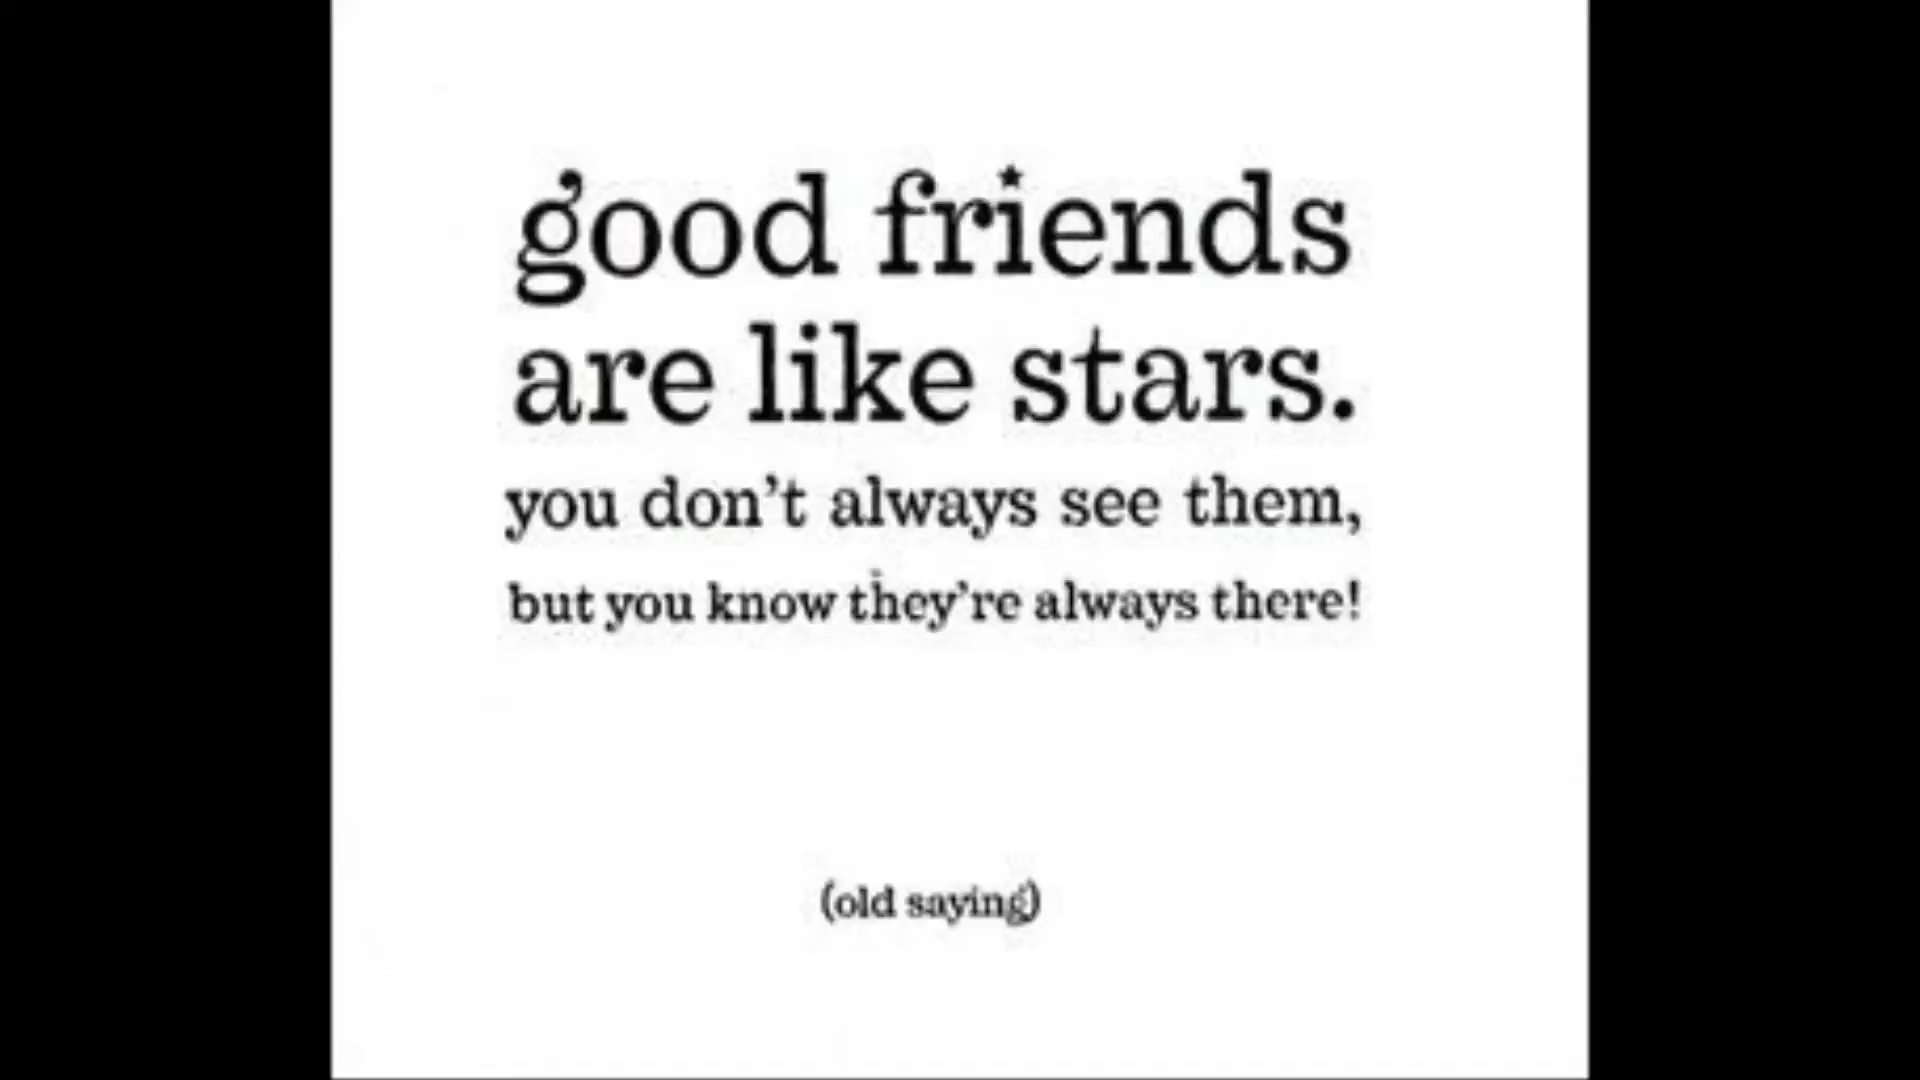 good friends
are like stars.
you don't always see them,
but you know they're always there!
(old saying)